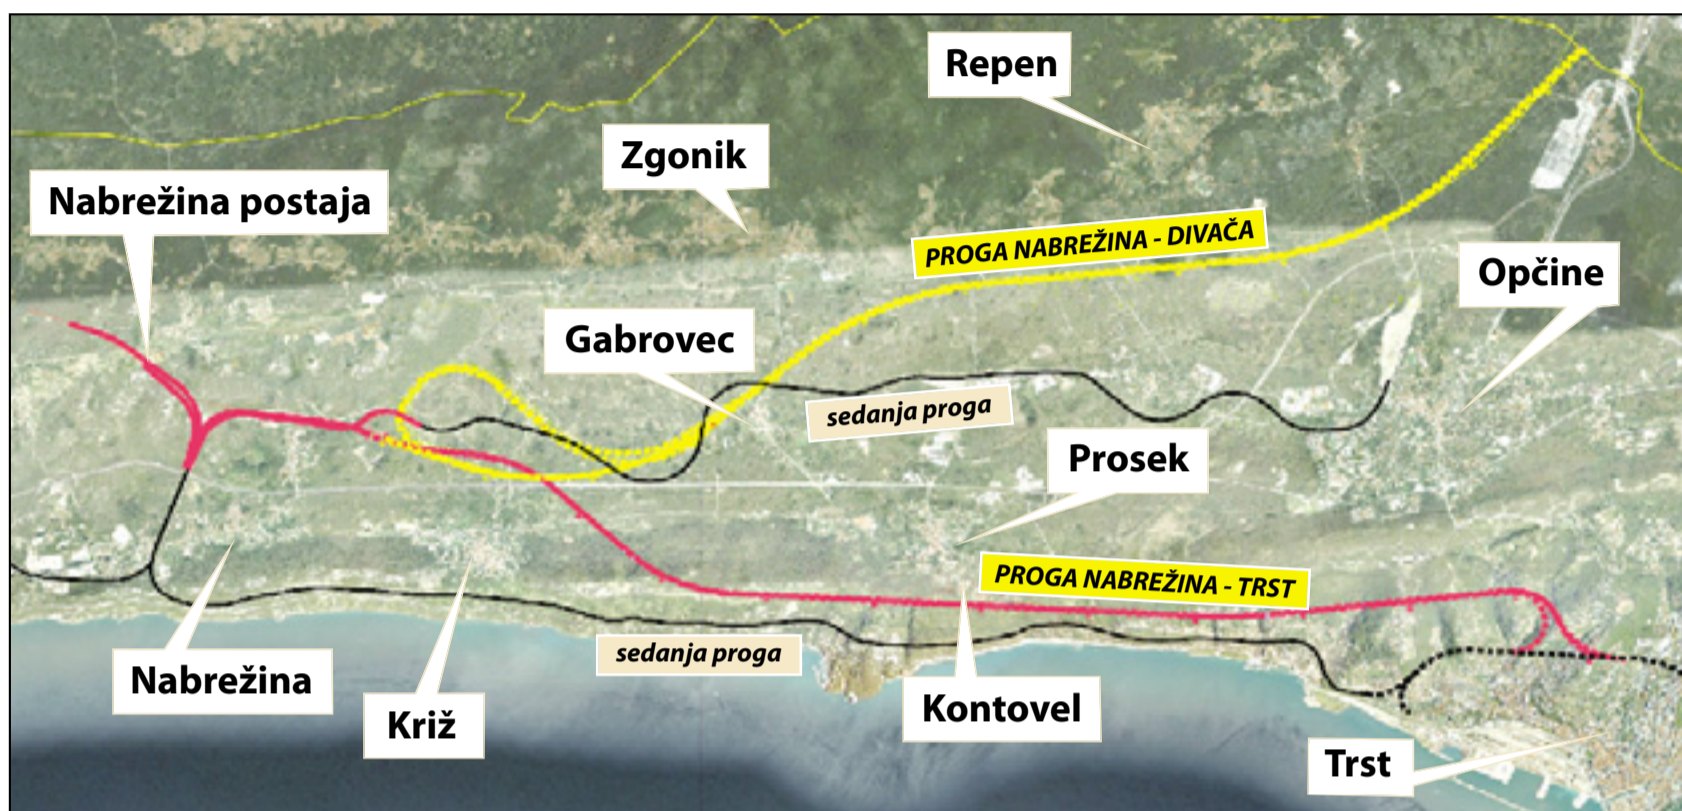 Repen
Zgonik
Nabrežina postaja
PROGA NABREŽINA - DIVAČA
Opčine
Gabrovec
sedanja proga
Prosek
PROGA NABREŽINA - TRST
sedanja proga
Nabrežina
Križ
Kontovel
Trst